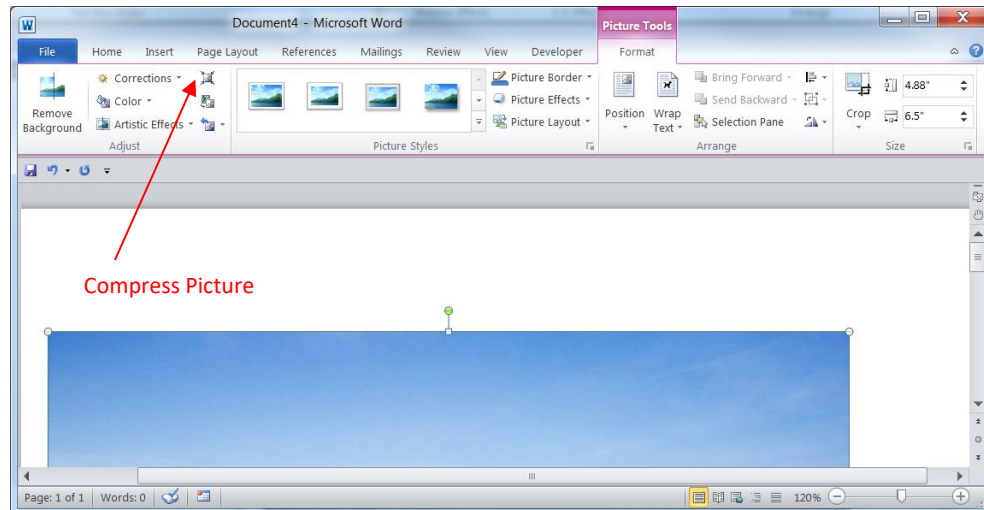 W Document4 - Microsoft Word Picture Tools
File Home Insert Page Layout References Mailings Review View Developer Format
Corrections
Color
Artistic Effects
Remove
Background
Adjust
Picture Border
Picture Effects
Picture Layout
Picture Styles
Position
Wrap
Text
Bring Forward
Send Backward
Selection Pane
Arrange
Crop
4.88"
6.5"
Size
Compress Picture
Page: 1 of 1 Words: 0 120%